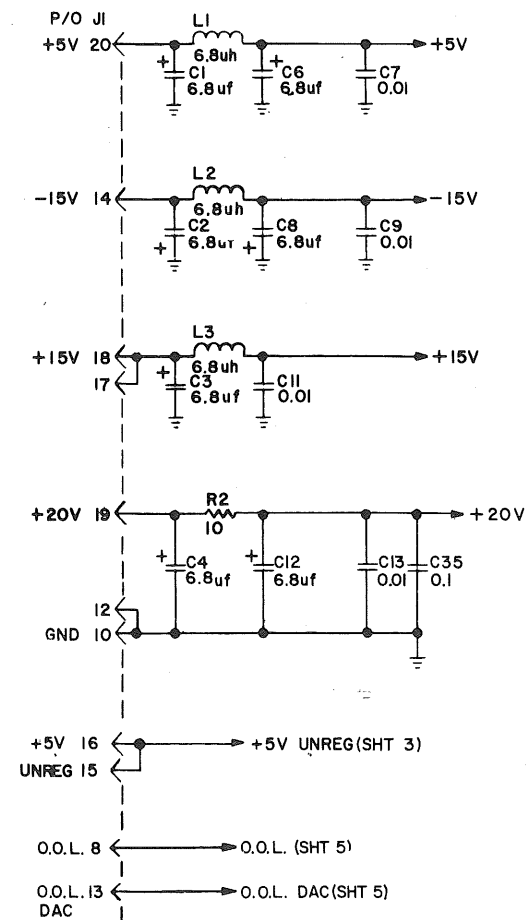 P/O J1
L1
+5V 20
+5V
6.8uh
+ C1
6.8uf
+ C6
6.8uf
C7
0.01
L2
-15V 14
-15V
6.8uh
C2
6.8uf
+
C8
6.8uf
+
C9
0.01
L3
+15V 18
+15V
6.8uh
17
+ C3
6.8uf
C11
0.01
R2
+20V 19
+20V
10
+ C4
6.8uf
+ C12
6.8uf
C13
0.01
C35
0.1
12
GND 10
+5V 16
+5V UNREG (SHT 3)
UNREG 15
O.O.L. 8
O.O.L. (SHT 5)
O.O.L. 13
O.O.L. DAC (SHT 5)
DAC